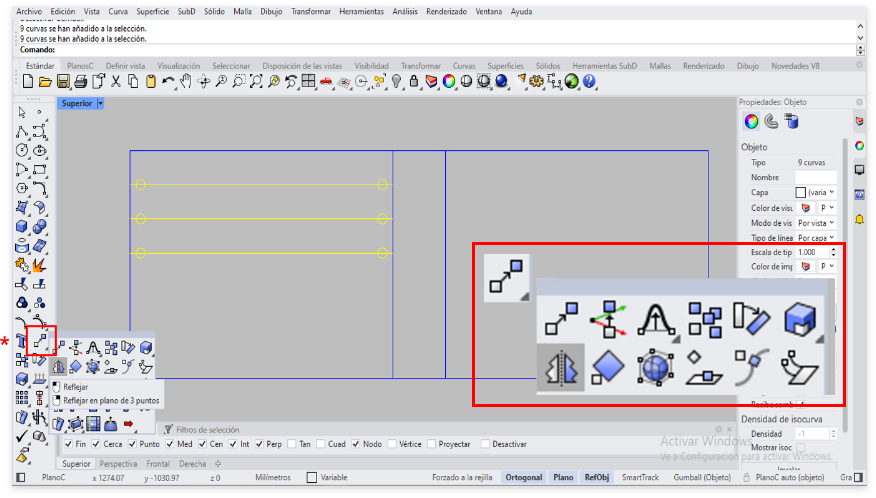 Archivo Edición Vista Curva Superficie SubD Sólido Malla Dibujo Transformar Herramientas Análisis Renderizado Ventana Ayuda
9 curvas se han añadido a la selección.
9 curvas se han añadido a la selección.
Comando:
Estándar PlanosC Definir vista Visualización Seleccionar Disposición de las vistas Visibilidad Transformar Curvas Superficies Sólidos Herramientas SubD Mallas Renderizado Dibujo Novedades V8
Superior
Propiedades: Objeto
Objeto
Tipo 9 curvas
Nombre
Capa (varia
Color de visu P
Modo de vis Por vista
Tipo de línea Por capa
Escala de tip 1.000
Color de imp P
*
Reflejar
Reflejar en plano de 3 puntos
Densidad de isocurva
Densidad -1
Mostrar isoc
Filtros de selección
Fin Cerca Punto Med Cen Int Perp Tan Cuad Nodo Vértice Proyectar Desactivar
Activar Windows
Ve a Configuración para activar Windows.
Superior Perspectiva Frontal Derecha
PlanoC x 1274.07 y -1030.97 z 0 Milímetros Variable Forzado a la rejilla Ortogonal Plano RefObj SmartTrack Gumball (Objeto) PlanoC auto (objeto) Gra